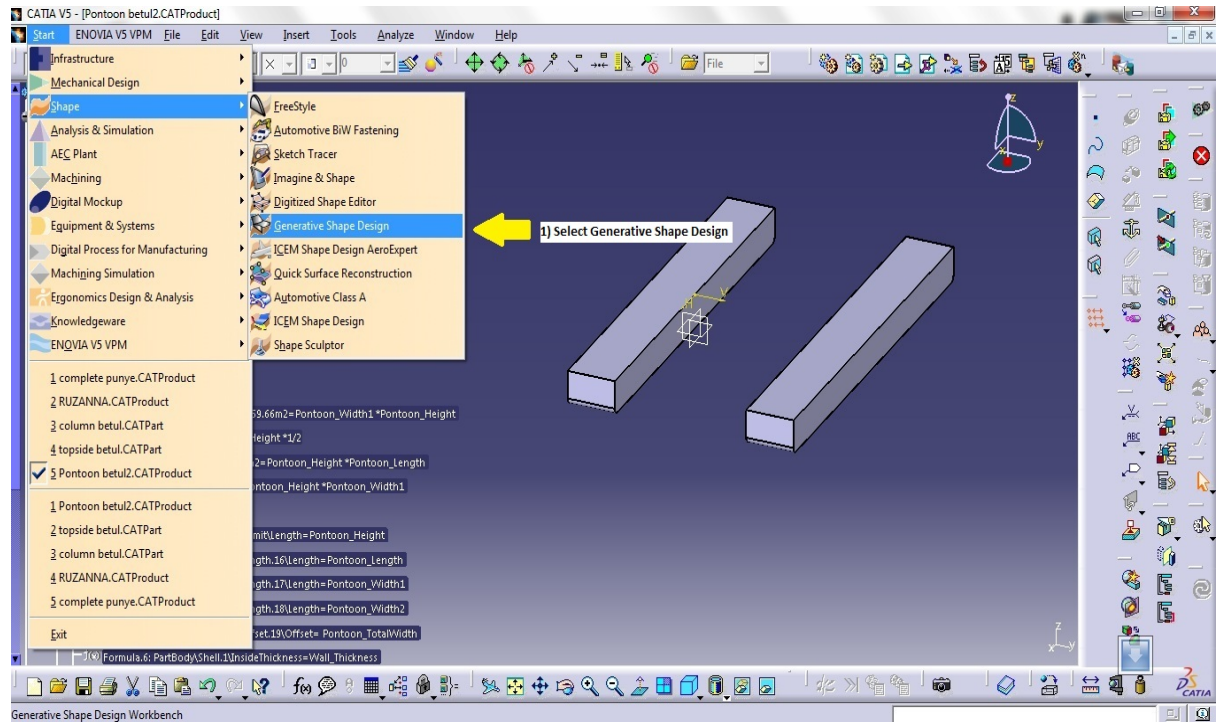 CATIA V5 - [Pontoon betul2.CATProduct]
Start ENOVIA V5 VPM File Edit View Insert Tools Analyze Window Help
Infrastructure
Mechanical Design
Shape
Analysis & Simulation
AEC Plant
Machining
Digital Mockup
Equipment & Systems
Digital Process for Manufacturing
Machining Simulation
Ergonomics Design & Analysis
Knowledgeware
ENOVIA V5 VPM
1 complete punye.CATProduct
2 RUZANNA.CATProduct
3 column betul.CATPart
4 topside betul.CATPart
5 Pontoon betul2.CATProduct
1 Pontoon betul2.CATProduct
2 topside betul.CATPart
3 column betul.CATPart
4 RUZANNA.CATProduct
5 complete punye.CATProduct
Exit
FreeStyle
Automotive BiW Fastening
Sketch Tracer
Imagine & Shape
Digitized Shape Editor
Generative Shape Design
ICEM Shape Design AeroExpert
Quick Surface Reconstruction
Automotive Class A
ICEM Shape Design
Shape Sculptor
0
File
1) Select Generative Shape Design
z
y
x
y
59.66m2=Pontoon_Width1 *Pontoon_Height
Height *1/2
m2=Pontoon_Height *Pontoon_Length
Pontoon_Height *Pontoon_Width1
mit\Length=Pontoon_Height
gth.16\Length=Pontoon_Length
gth.17\Length=Pontoon_Width1
gth.18\Length=Pontoon_Width2
fset.19\Offset= Pontoon_TotalWidth
Formula.6: PartBody\Shell.1\InsideThickness=Wall_Thickness
z
x y
ABC
f(x)
CATIA
Generative Shape Design Workbench